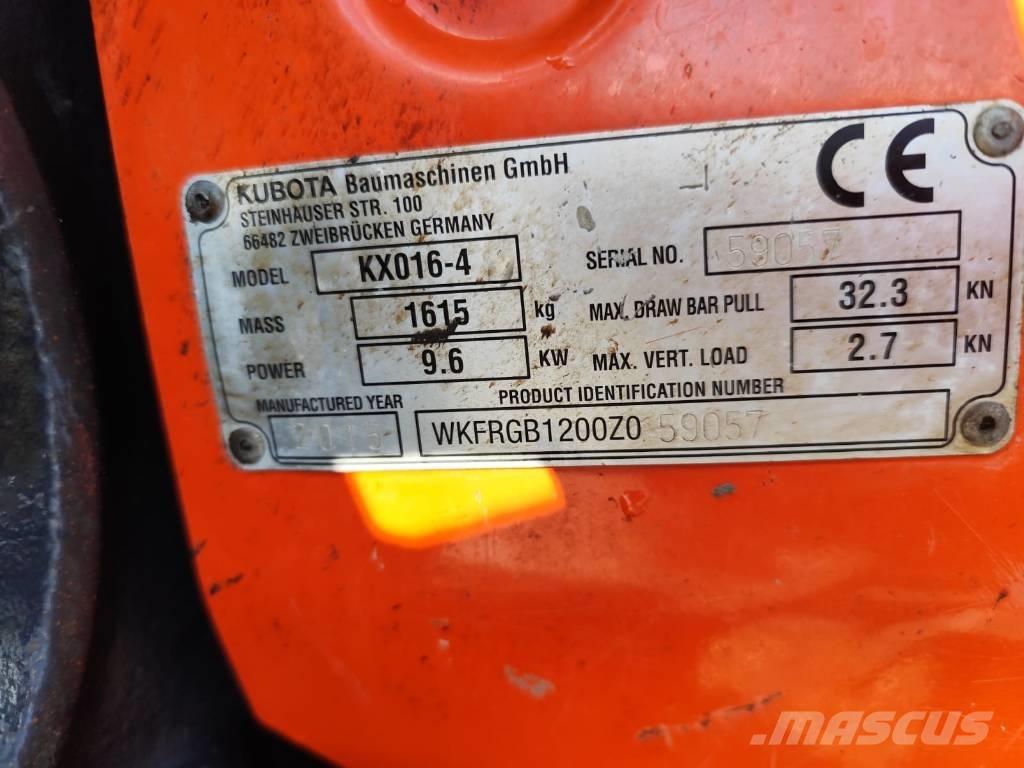 KUBOTA Baumaschinen GmbH
STEINHAUSER STR. 100
66482 ZWEIBRÜCKEN GERMANY
CE
MODEL KX016-4
SERIAL NO. 59057
MASS 1615 kg
MAX. DRAW BAR PULL 32.3 KN
POWER 9.6 KW
MAX. VERT. LOAD 2.7 KN
MANUFACTURED YEAR 2015
PRODUCT IDENTIFICATION NUMBER
WKFRGB1200Z0 59057
MASCUS